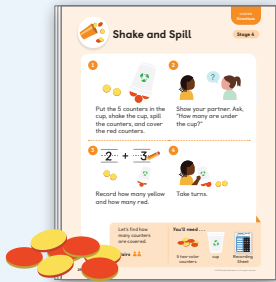 Directions
Shake and Spill
Stage 4
1
2
Put the 5 counters in the
cup, shake the cup, spill
the counters, and cover
the red counters.
?
Show your partner. Ask,
"How many are under
the cup?"
3
4
2 + 3
Record how many yellow
and how many red.
Take turns.
Let's find how
many counters
are covered.
You'll need...
5 two-color
counters
cup
Recording
Sheet